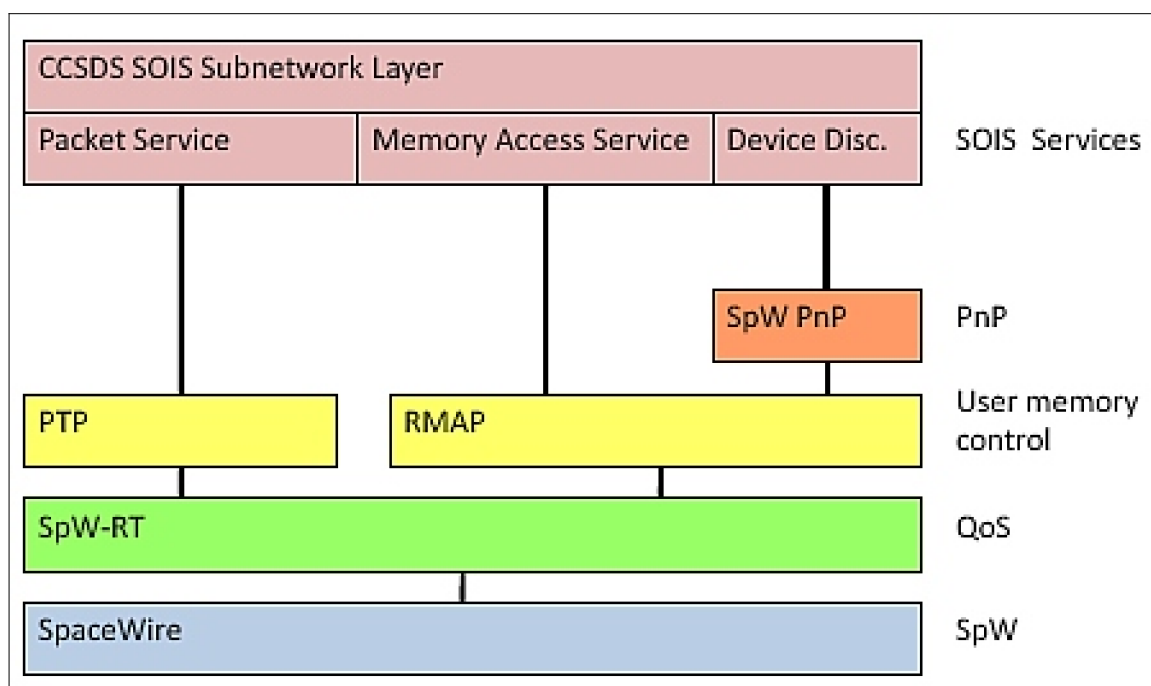 CCSDS SOIS Subnetwork Layer
Packet Service
Memory Access Service
Device Disc.
SOIS Services
SpW PnP
PnP
PTP
RMAP
User memory
control
SpW-RT
QoS
SpaceWire
SpW